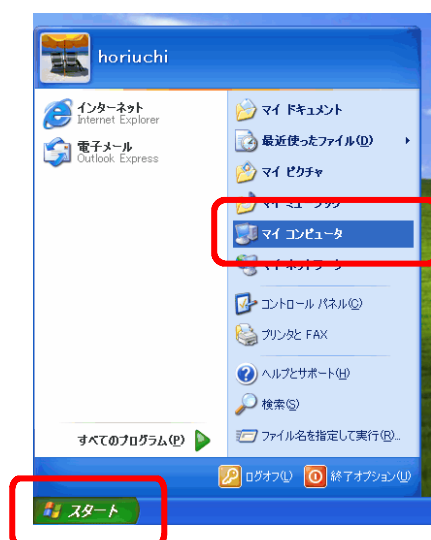 horiuchi
インターネット
Internet Explorer
電子メール
Outlook Express
すべてのプログラム(P)
マイ ドキュメント
最近使ったファイル(D)
マイ ピクチャ
マイ コンピュータ
コントロール パネル(C)
プリンタと FAX
ヘルプとサポート(H)
検索(S)
ファイル名を指定して実行(R)...
ログオフ(L)
終了オプション(U)
スタート